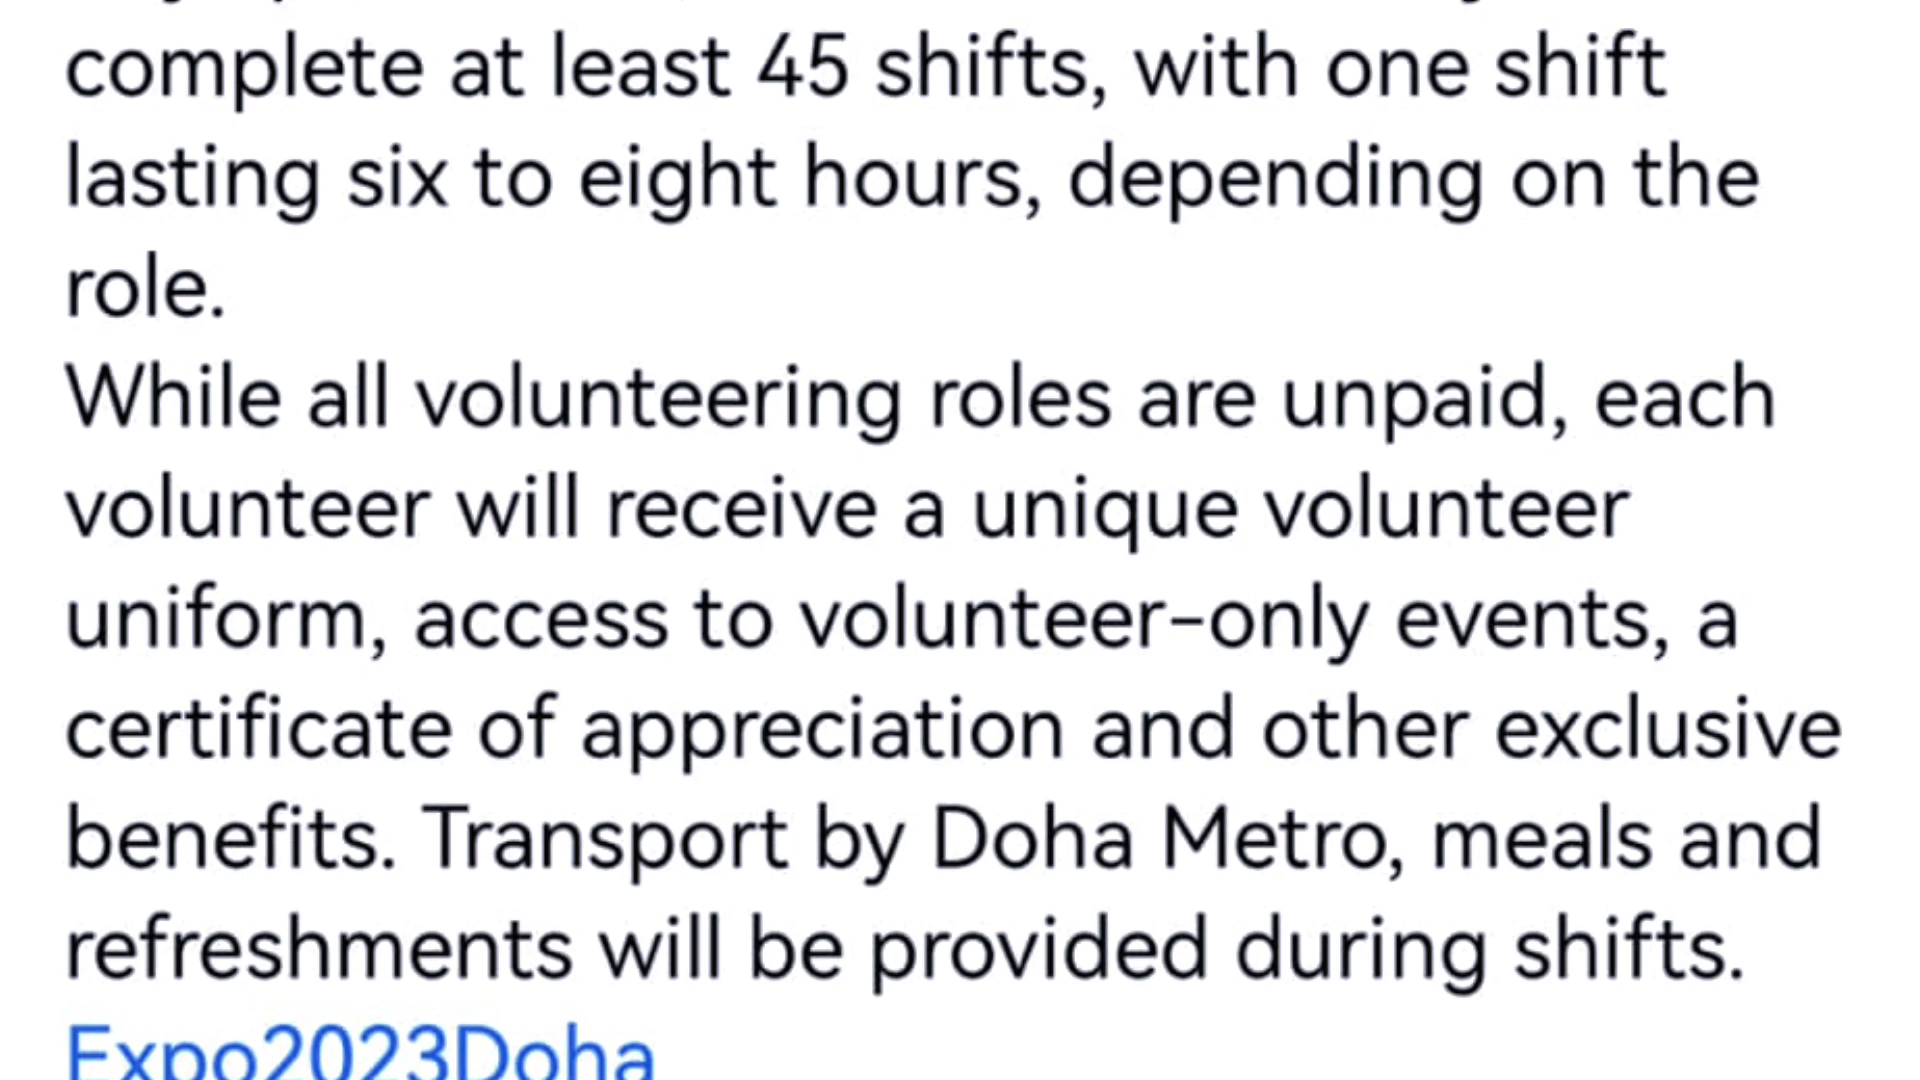 complete at least 45 shifts, with one shift
lasting six to eight hours, depending on the
role.
While all volunteering roles are unpaid, each
volunteer will receive a unique volunteer
uniform, access to volunteer-only events, a
certificate of appreciation and other exclusive
benefits. Transport by Doha Metro, meals and
refreshments will be provided during shifts.
Expo2023Doha